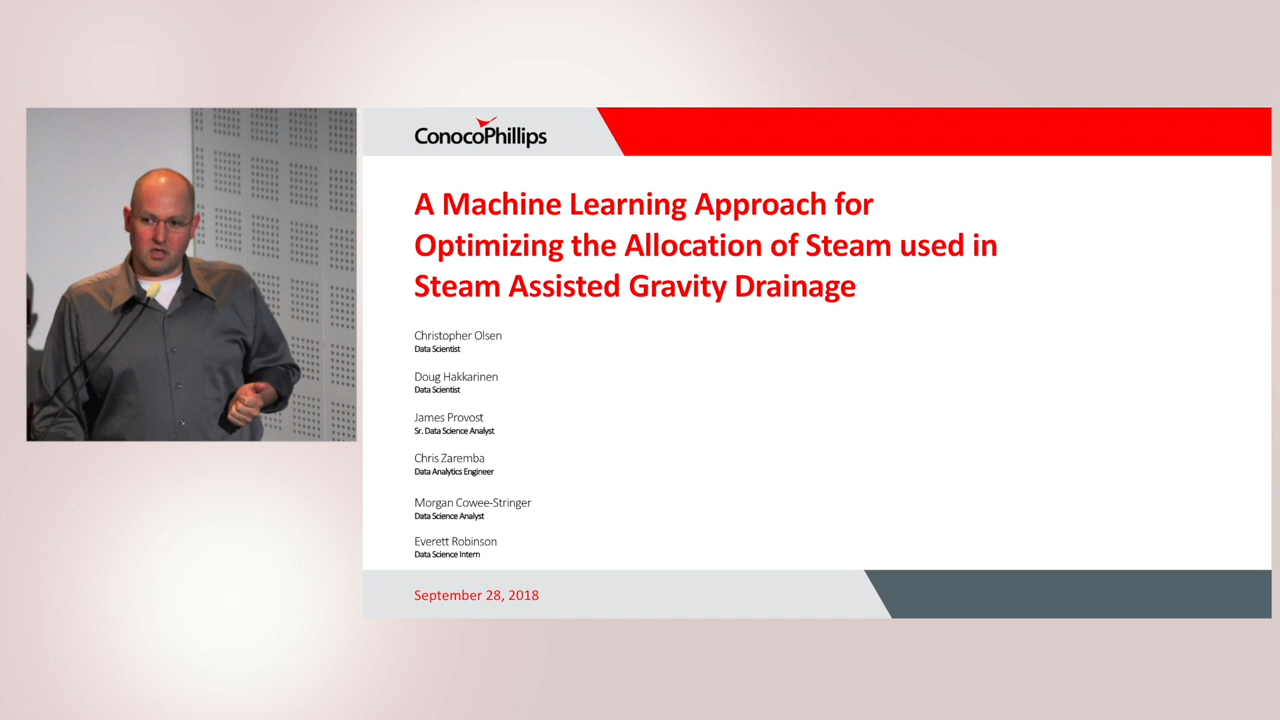 ConocoPhillips
A Machine Learning Approach for
Optimizing the Allocation of Steam used in
Steam Assisted Gravity Drainage
Christopher Olsen
Data Scientist
Doug Hakkarinen
Data Scientist
James Provost
Sr. Data Science Analyst
Chris Zaremba
Data Analytics Engineer
Morgan Cowee-Stringer
Data Science Analyst
Everett Robinson
Data Science Intern
September 28, 2018